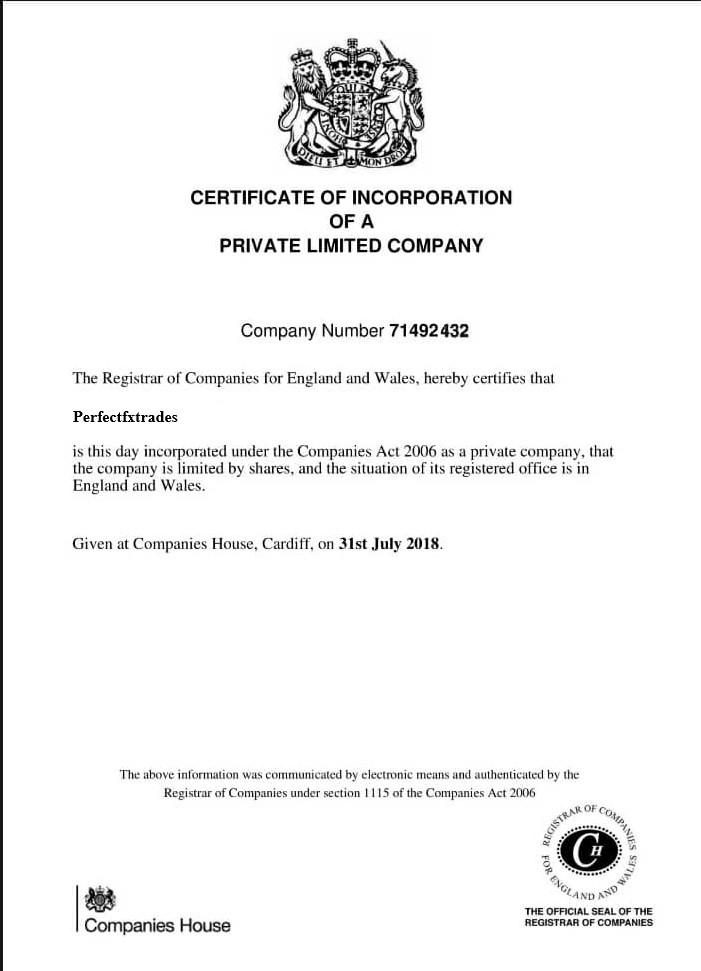 QUI
DIEU ET MON DROIT
CERTIFICATE OF INCORPORATION
OF A
PRIVATE LIMITED COMPANY
Company Number 71492432
The Registrar of Companies for England and Wales, hereby certifies that
Perfectfxtrades
is this day incorporated under the Companies Act 2006 as a private company, that
the company is limited by shares, and the situation of its registered office is in
England and Wales.
Given at Companies House, Cardiff, on 31st July 2018.
The above information was communicated by electronic means and authenticated by the
Registrar of Companies under section 1115 of the Companies Act 2006
REGISTRAR OF COMPANIES
FOR ENGLAND AND WALES
CH
THE OFFICIAL SEAL OF THE
REGISTRAR OF COMPANIES
Companies House